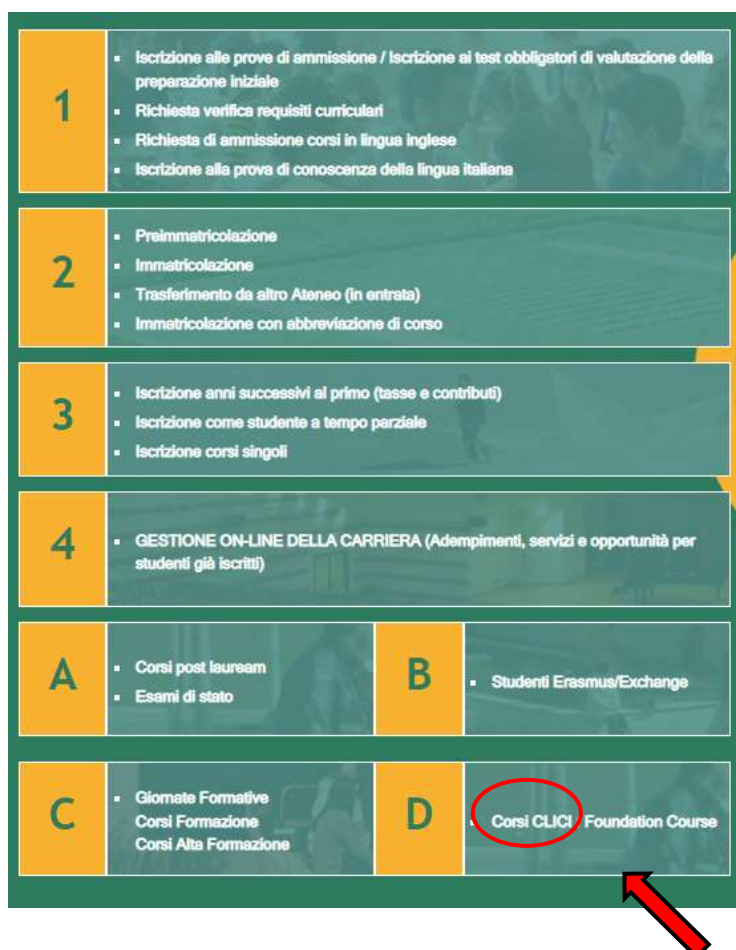 1
Iscrizione alle prove di ammissione / Iscrizione ai test obbligatori di valutazione della
preparazione iniziale
Richiesta verifica requisiti curriculari
Richiesta di ammissione corsi in lingua inglese
Iscrizione alla prova di conoscenza della lingua italiana
2
Preimmatricolazione
Immatricolazione
Trasferimento da altro Ateneo (in entrata)
Immatricolazione con abbreviazione di corso
3
Iscrizione anni successivi al primo (tasse e contributi)
Iscrizione come studente a tempo parziale
Iscrizione corsi singoli
4
GESTIONE ON-LINE DELLA CARRIERA (Adempimenti, servizi e opportunità per
studenti già iscritti)
A
Corsi post lauream
Esami di stato
B
Studenti Erasmus/Exchange
C
Giornate Formative
Corsi Formazione
Corsi Alta Formazione
D
Corsi CLICI Foundation Course